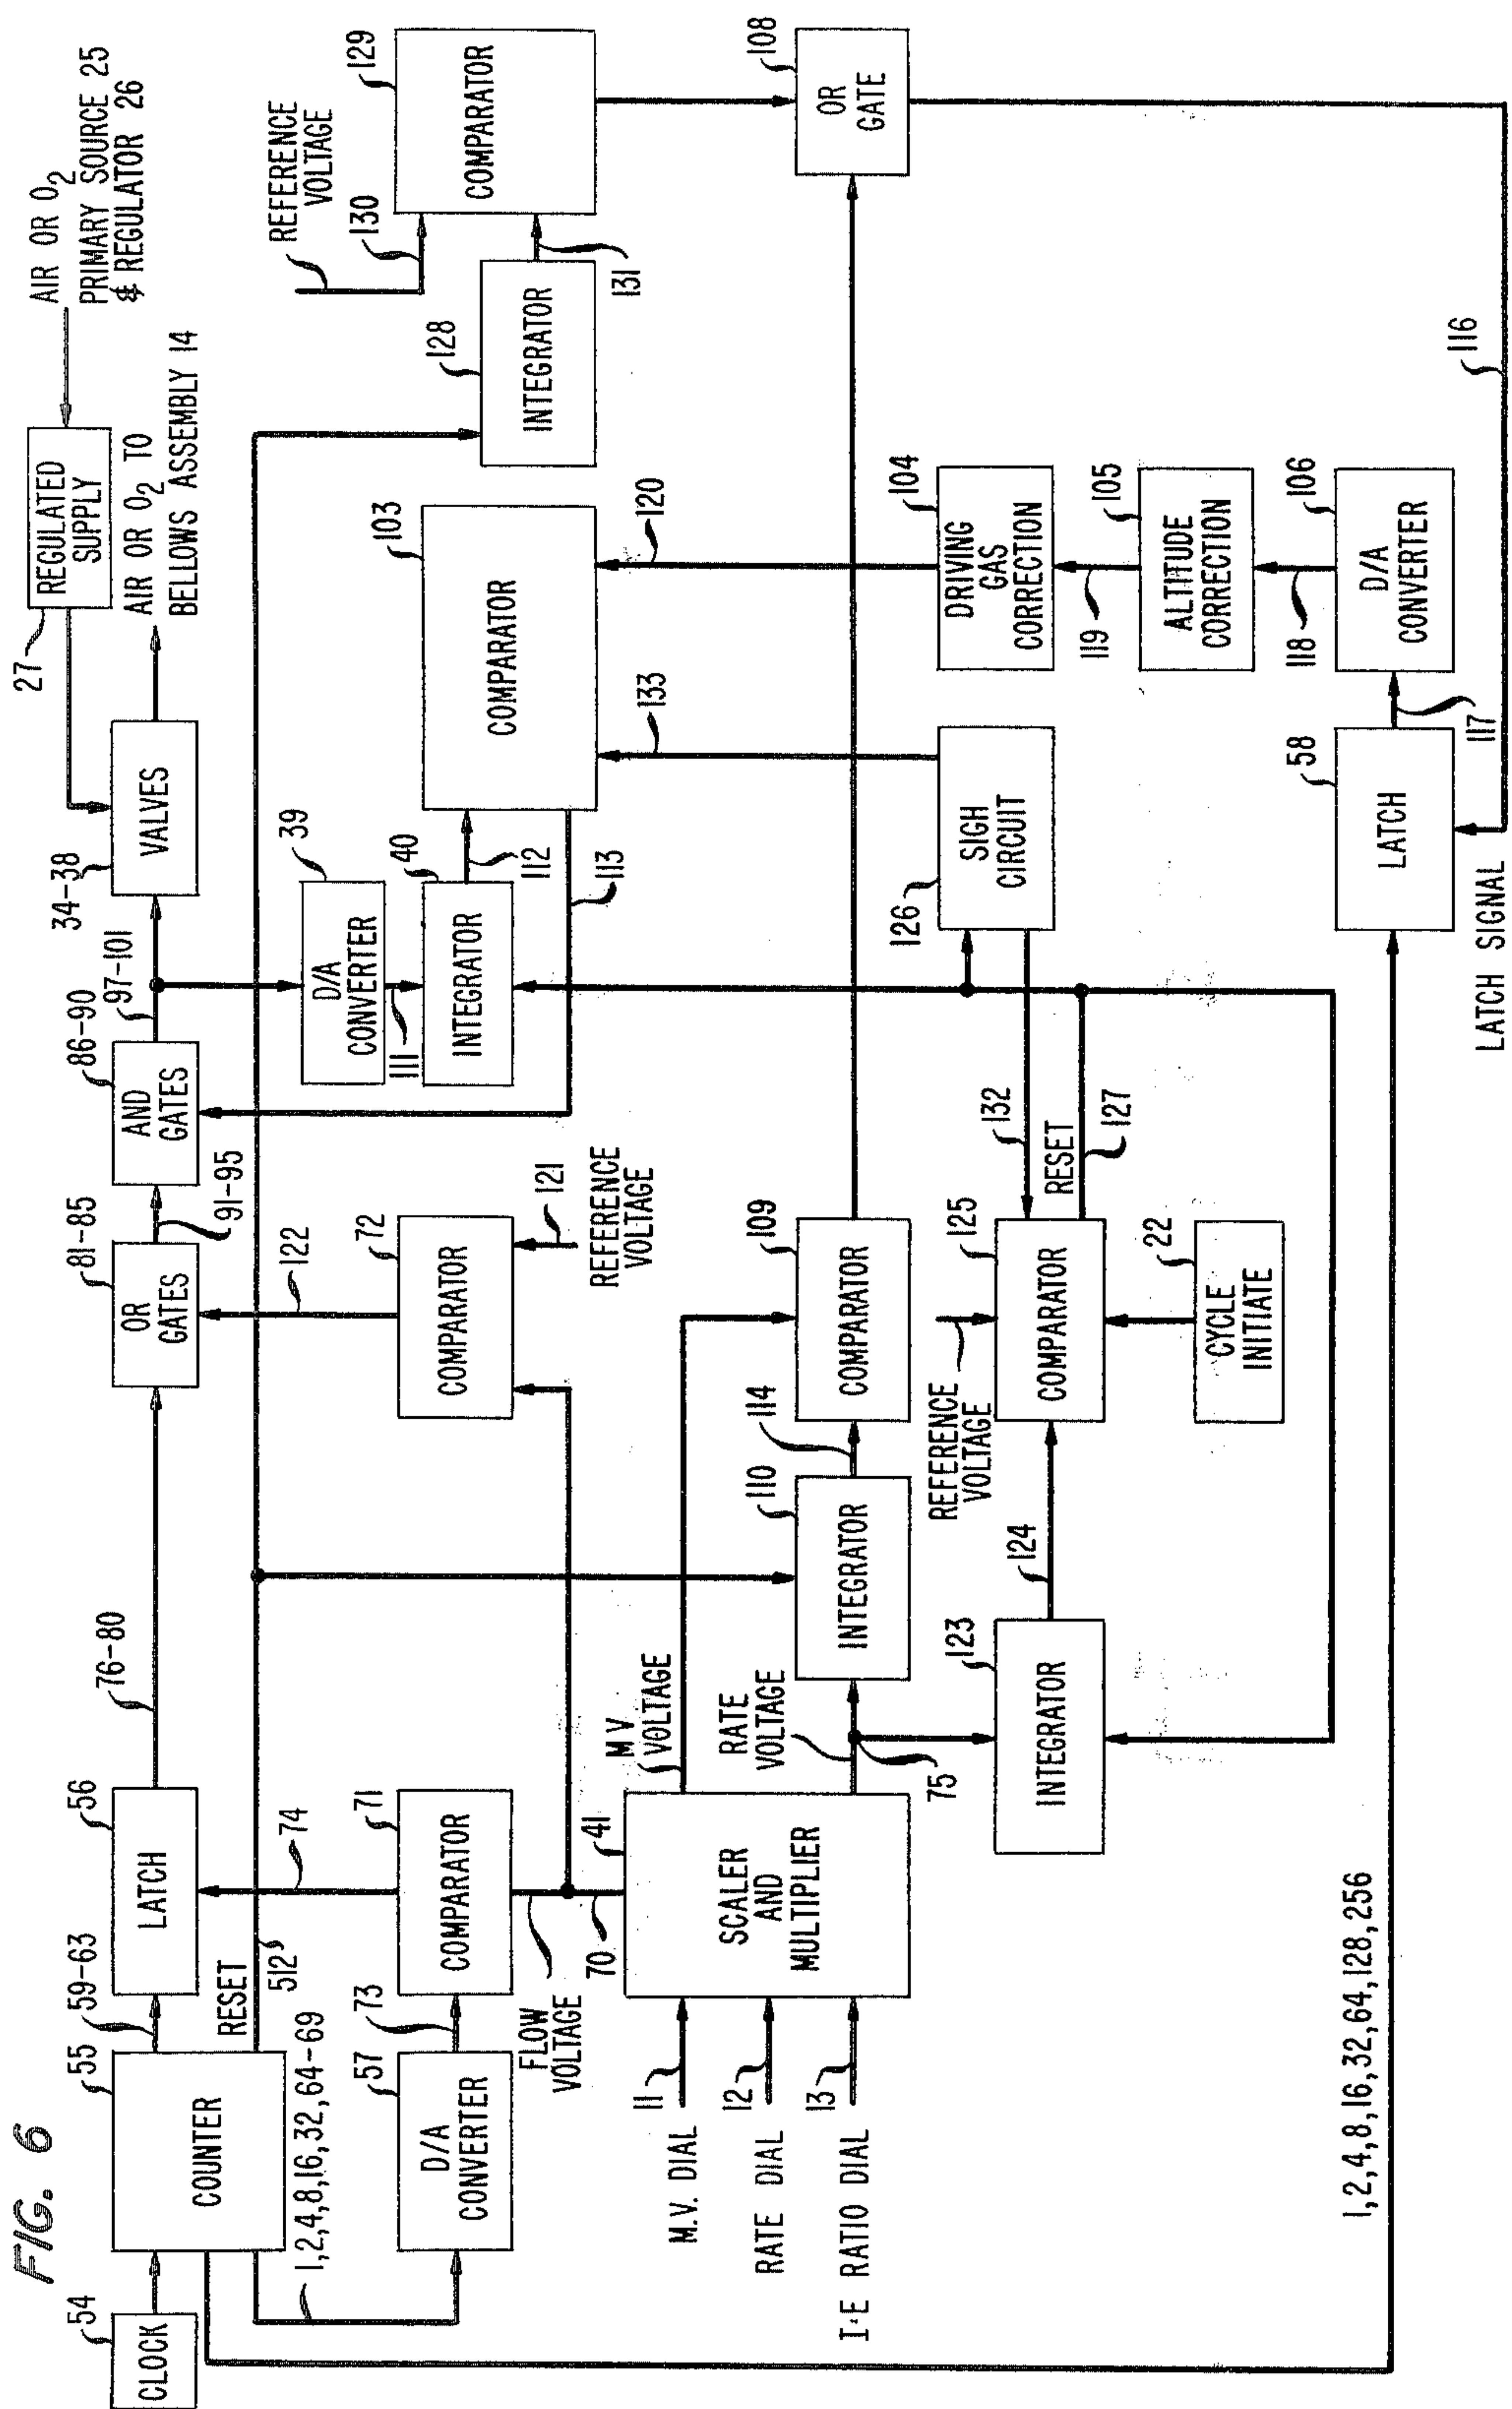 FIG. 6
54
CLOCK
55
COUNTER
59-63
56
LATCH
76-80
81-85
OR
GATES
91-95
86-90
AND
GATES
97-101
34-38
VALVES
27
REGULATED
SUPPLY
AIR OR O2
PRIMARY SOURCE 25
& REGULATOR 26
AIR OR O2 TO
BELLOWS ASSEMBLY 14
RESET
512
1,2,4,8,16,32,64-69
57
D/A
CONVERTER
73
71
COMPARATOR
74
FLOW
VOLTAGE
70
72
COMPARATOR
122
121
REFERENCE
VOLTAGE
39
D/A
CONVERTER
111
40
INTEGRATOR
112
113
103
COMPARATOR
133
120
128
INTEGRATOR
131
REFERENCE
VOLTAGE
130
129
COMPARATOR
108
OR
GATE
M.V. DIAL
11
RATE DIAL
12
I:E RATIO DIAL
13
41
SCALER
AND
MULTIPLIER
MV
VOLTAGE
RATE
VOLTAGE
75
110
INTEGRATOR
114
109
COMPARATOR
123
INTEGRATOR
124
REFERENCE
VOLTAGE
125
COMPARATOR
132
RESET
127
22
CYCLE
INITIATE
126
SIGH
CIRCUIT
104
DRIVING
GAS
CORRECTION
119
105
ALTITUDE
CORRECTION
118
106
D/A
CONVERTER
117
58
LATCH
116
LATCH SIGNAL
1,2,4,8,16,32,64,128,256